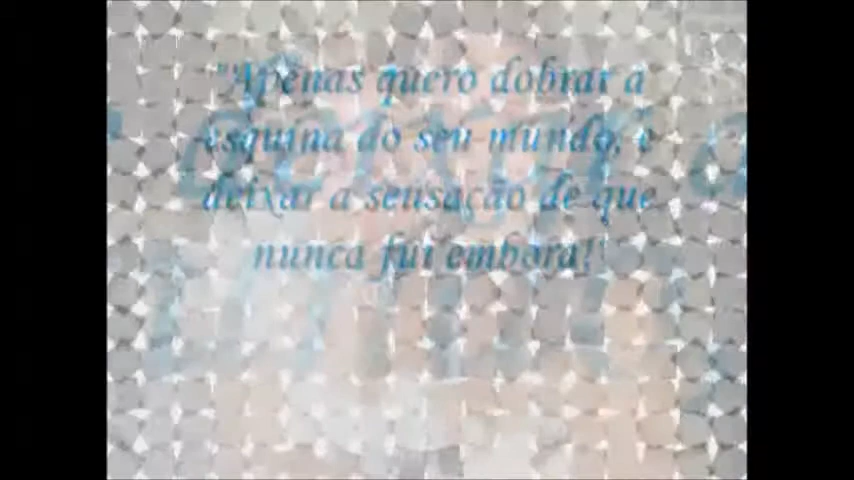 "Apenas quero dobrar a
esquina do seu mundo, e
deixar a sensação de que
nunca fui embora!"